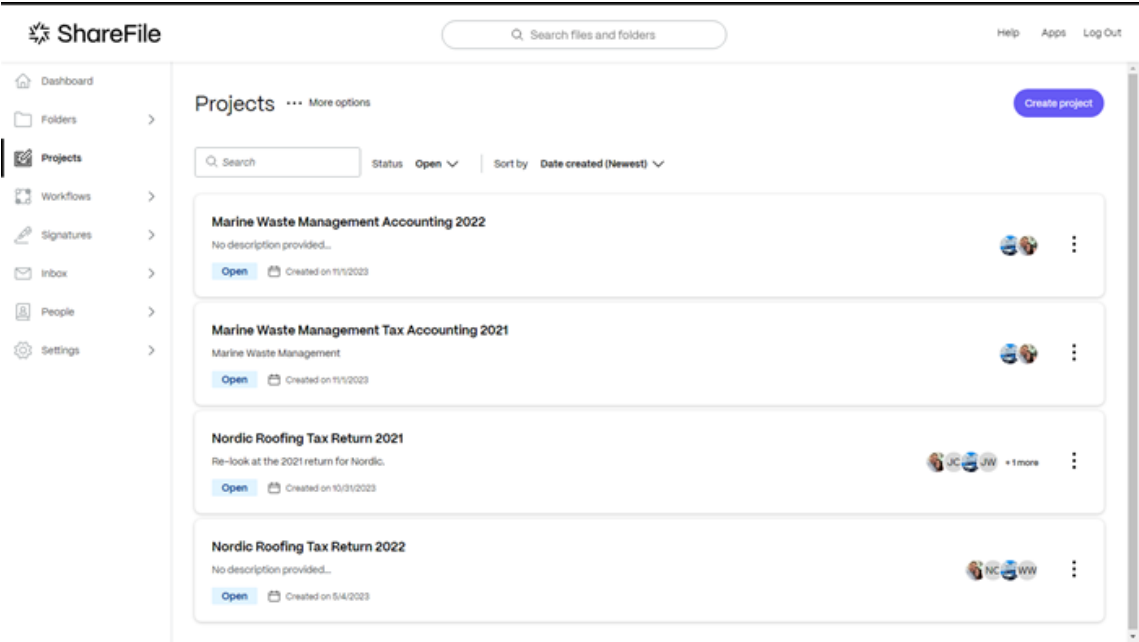 ShareFile
Search files and folders
Help Apps Log Out
Dashboard
Folders
Projects
Workflows
Signatures
Inbox
People
Settings
Projects ••• More options
Create project
Search
Status Open
Sort by Date created (Newest)
Marine Waste Management Accounting 2022
No description provided...
Open Created on 11/1/2023
Marine Waste Management Tax Accounting 2021
Marine Waste Management
Open Created on 11/1/2023
Nordic Roofing Tax Return 2021
Re-look at the 2021 return for Nordic.
JC JW +1 more
Open Created on 10/31/2023
Nordic Roofing Tax Return 2022
No description provided...
NC WW
Open Created on 5/4/2023